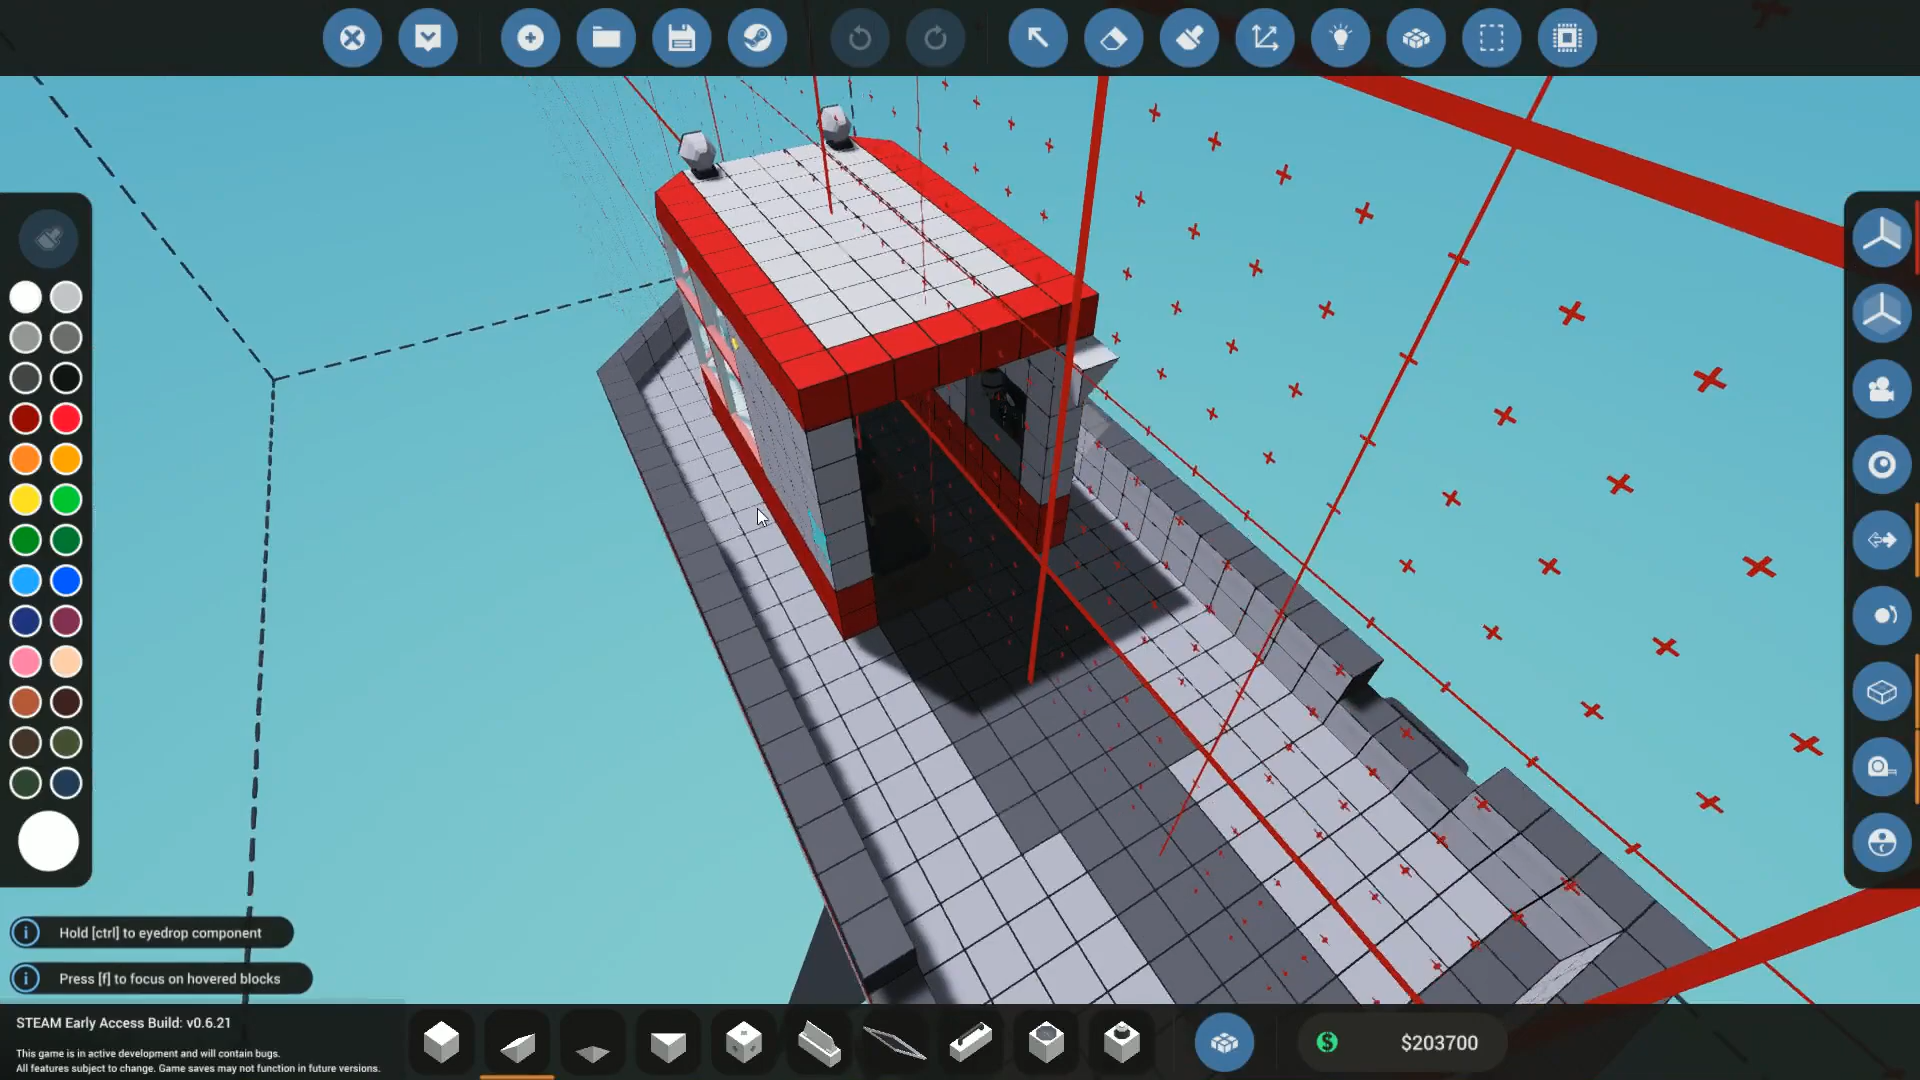 Hold [ctrl] to eyedrop component
Press [f] to focus on hovered blocks
STEAM Early Access Build: v0.6.21
This game is in active development and will contain bugs.
All features subject to change. Game saves may not function in future versions.
$203700